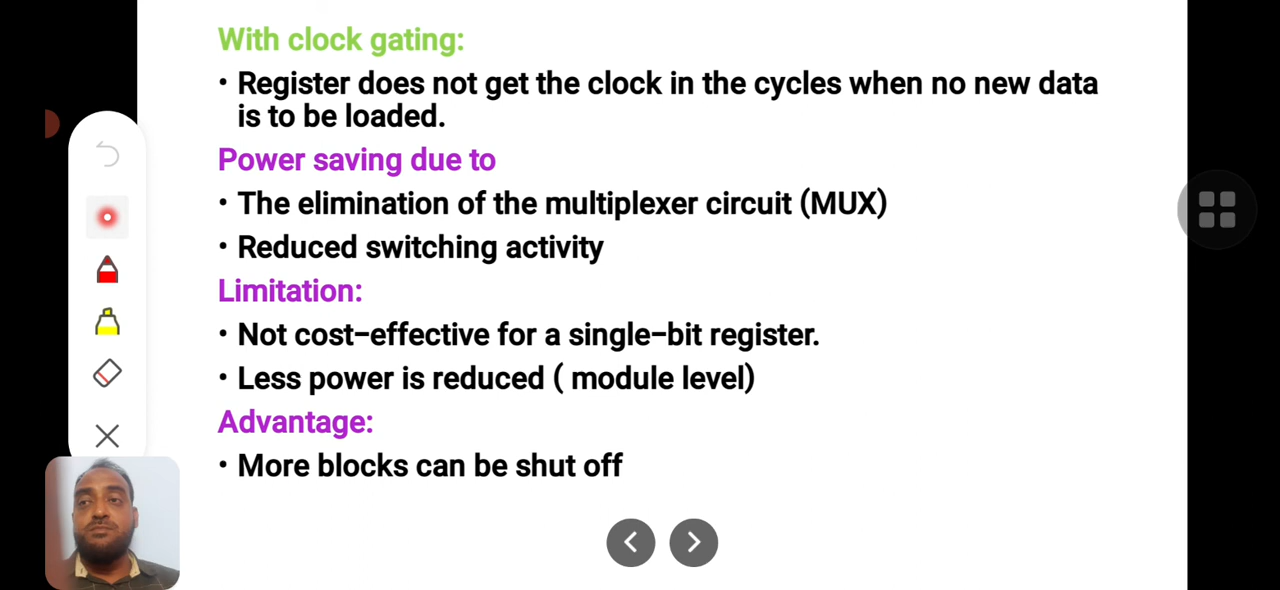 With clock gating:
• Register does not get the clock in the cycles when no new data
is to be loaded.
Power saving due to
• The elimination of the multiplexer circuit (MUX)
• Reduced switching activity
Limitation:
• Not cost-effective for a single-bit register.
• Less power is reduced ( module level)
Advantage:
• More blocks can be shut off